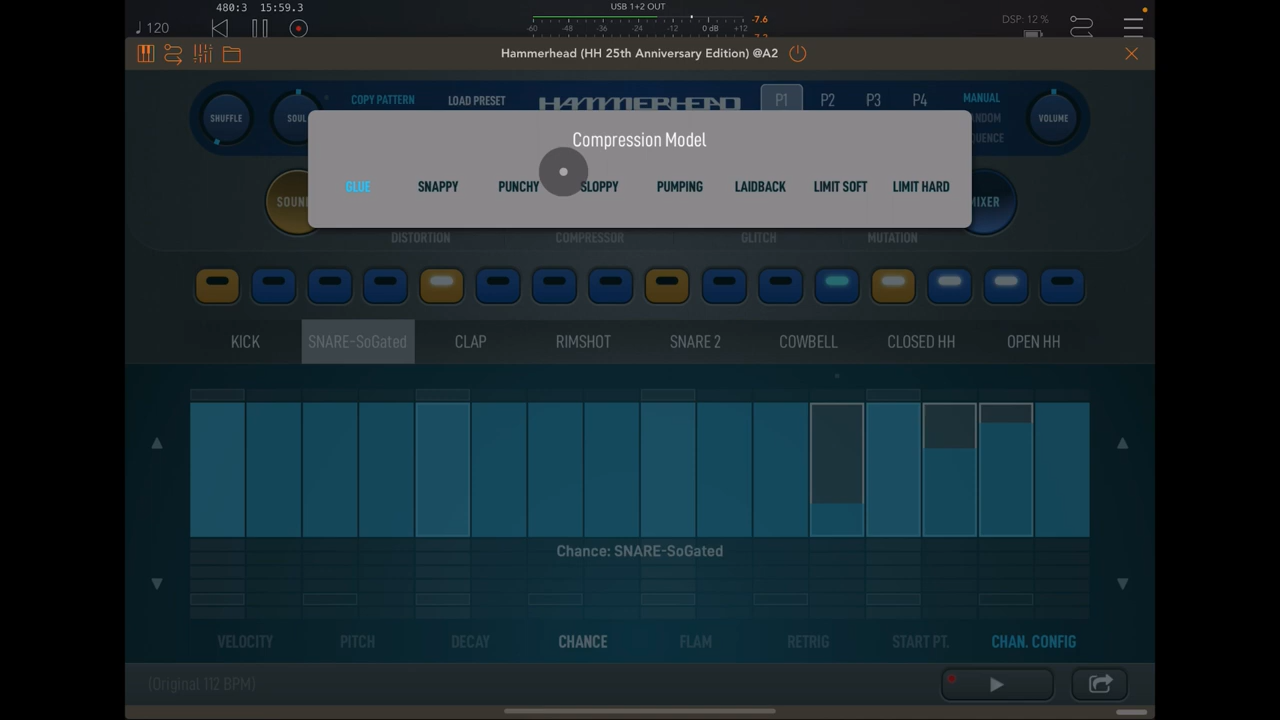 480:3 15:59.3 USB 1+2 OUT
♩120 -60 -48 -36 -24 -12 0 dB +12 -7.6 DSP: 12 %
Hammerhead (HH 25th Anniversary Edition) @A2
SHUFFLE SOUL COPY PATTERN LOAD PRESET HAMMERHEAD P1 P2 P3 P4 MANUAL VOLUME
Compression Model
GLUE SNAPPY PUNCHY SLOPPY PUMPING LAIDBACK LIMIT SOFT LIMIT HARD
DISTORTION COMPRESSOR GLITCH MUTATION
KICK SNARE-SoGated CLAP RIMSHOT SNARE 2 COWBELL CLOSED HH OPEN HH
Chance: SNARE-SoGated
VELOCITY PITCH DECAY CHANCE FLAM RETRIG START PT. CHAN. CONFIG
(Original 112 BPM)